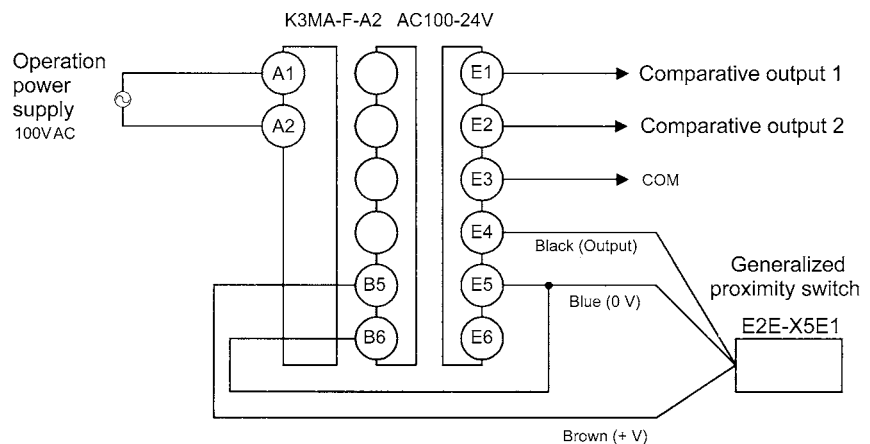 K3MA-F-A2 AC100-24V
Operation
power
supply
100VAC
A1
A2
B5
B6
E1
E2
E3
E4
E5
E6
Comparative output 1
Comparative output 2
COM
Black (Output)
Blue (0 V)
Brown (+ V)
Generalized
proximity switch
E2E-X5E1